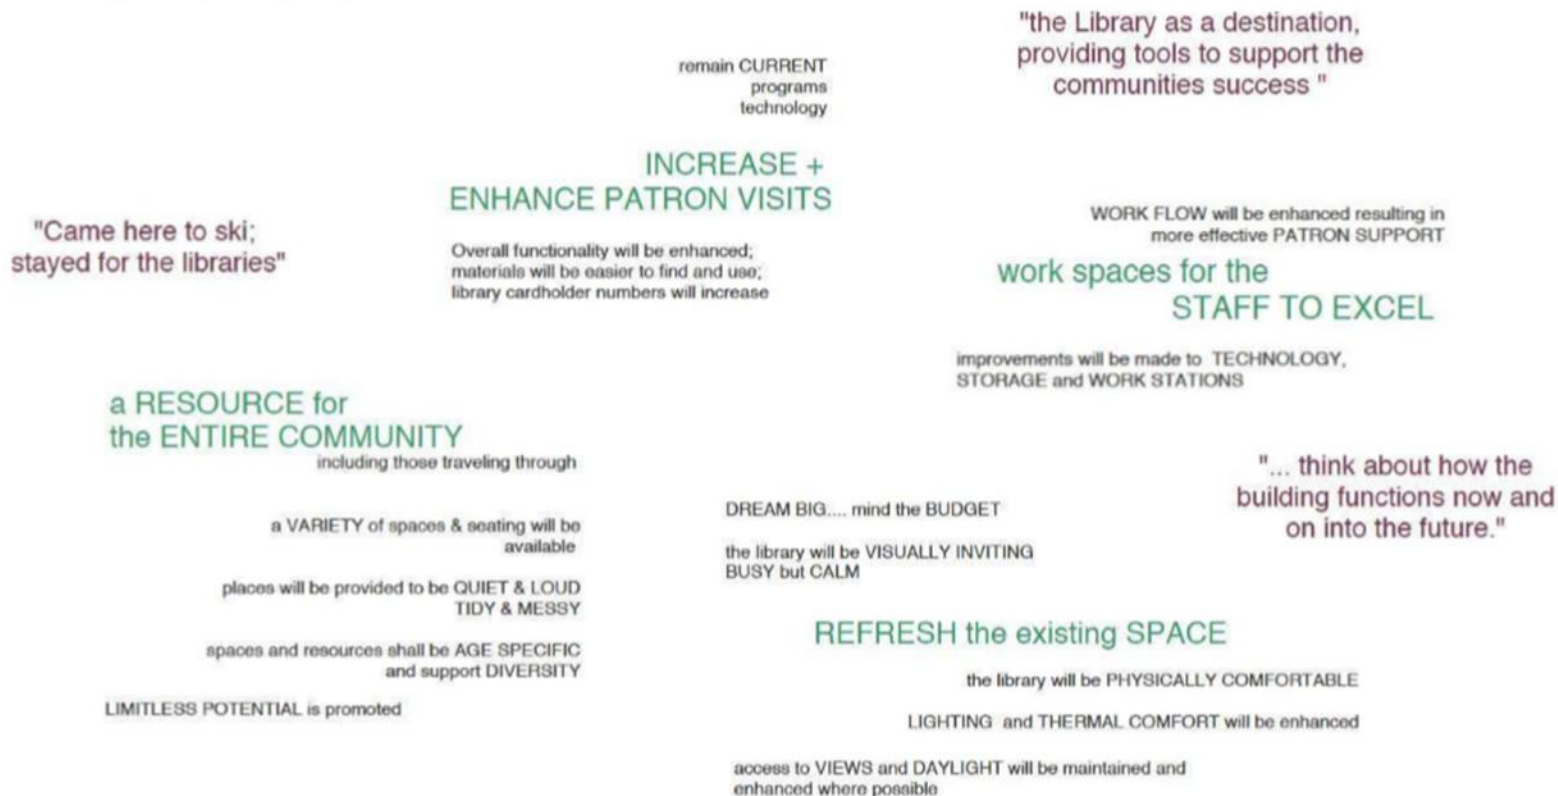 "the Library as a destination,
providing tools to support the
communities success "
remain CURRENT
programs
technology
INCREASE +
ENHANCE PATRON VISITS
"Came here to ski;
stayed for the libraries"
Overall functionality will be enhanced;
materials will be easier to find and use;
library cardholder numbers will increase
WORK FLOW will be enhanced resulting in
more effective PATRON SUPPORT
work spaces for the
STAFF TO EXCEL
improvements will be made to TECHNOLOGY,
STORAGE and WORK STATIONS
a RESOURCE for
the ENTIRE COMMUNITY
including those traveling through
a VARIETY of spaces & seating will be
available
places will be provided to be QUIET & LOUD
TIDY & MESSY
spaces and resources shall be AGE SPECIFIC
and support DIVERSITY
LIMITLESS POTENTIAL is promoted
"... think about how the
building functions now and
on into the future."
DREAM BIG.... mind the BUDGET
the library will be VISUALLY INVITING
BUSY but CALM
REFRESH the existing SPACE
the library will be PHYSICALLY COMFORTABLE
LIGHTING and THERMAL COMFORT will be enhanced
access to VIEWS and DAYLIGHT will be maintained and
enhanced where possible